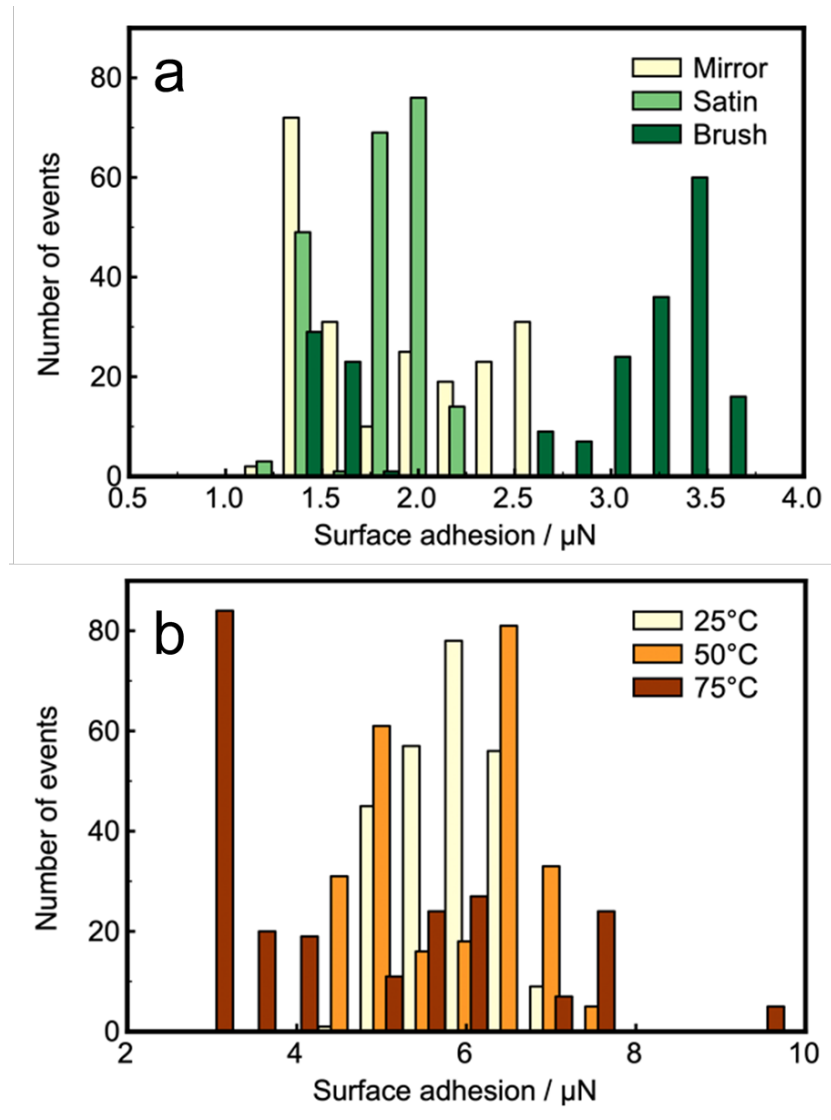 a
Mirror
Satin
Brush
Number of events
80
60
40
20
0
0.5 1.0 1.5 2.0 2.5 3.0 3.5 4.0
Surface adhesion / µN
b
25°C
50°C
75°C
Number of events
80
60
40
20
0
2 4 6 8 10
Surface adhesion / µN